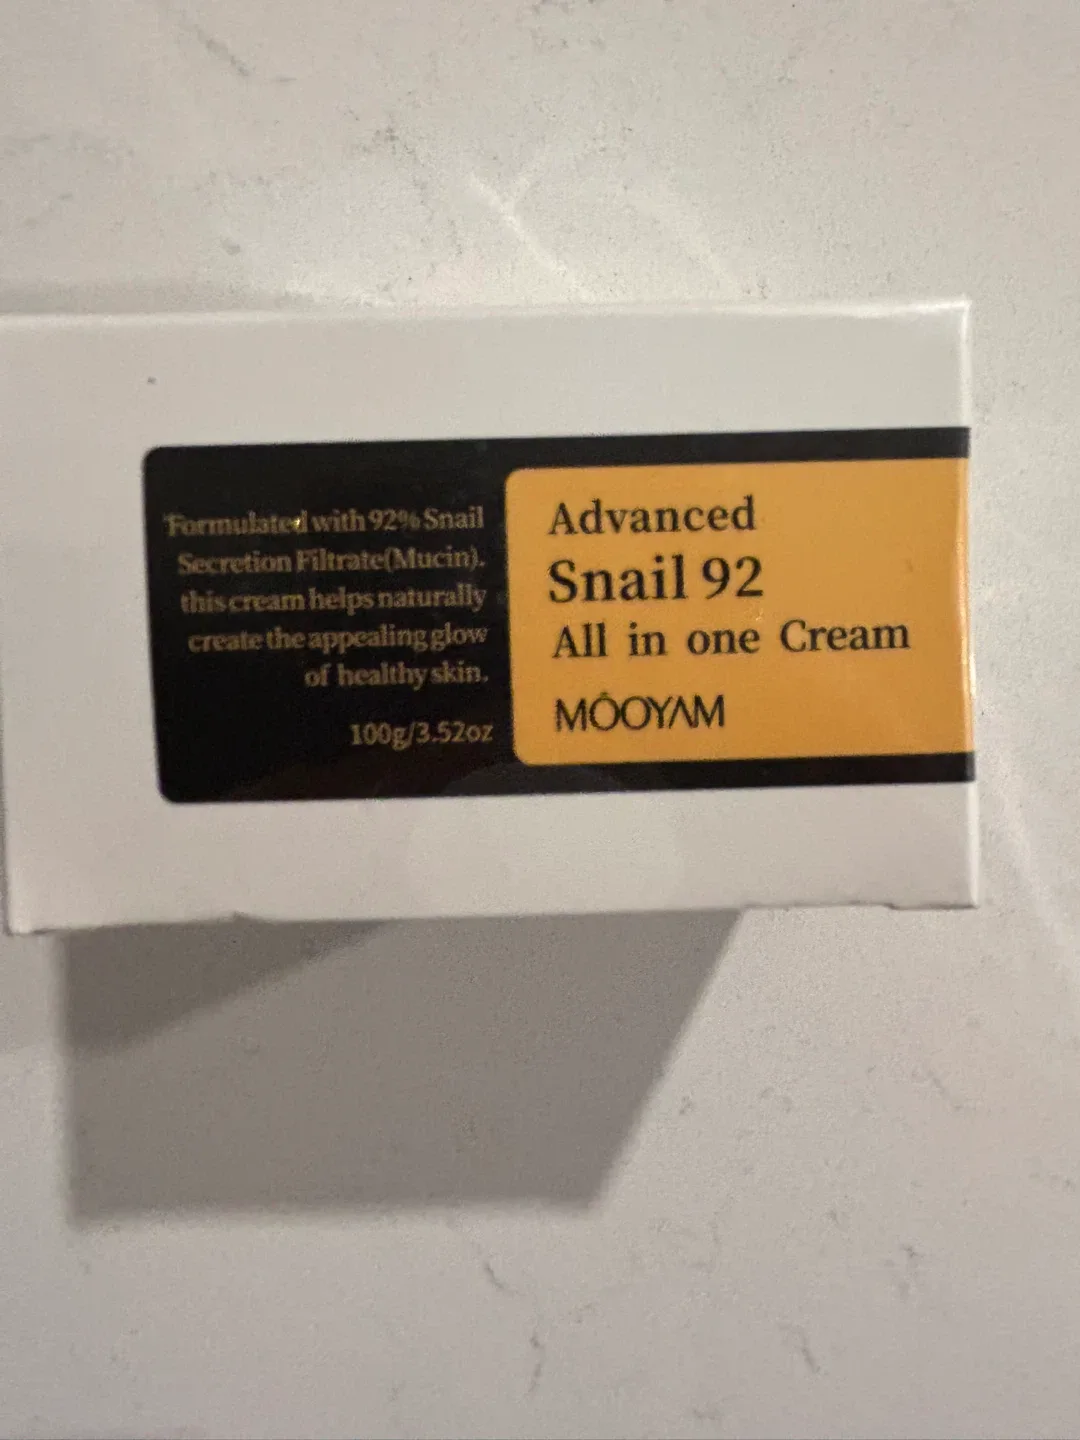 Formulated with 92% Snail
Secretion Filtrate(Mucin).
this cream helps naturally
create the appealing glow
of healthy skin.
100g/3.52oz
Advanced
Snail 92
All in one Cream
MÔOYAM